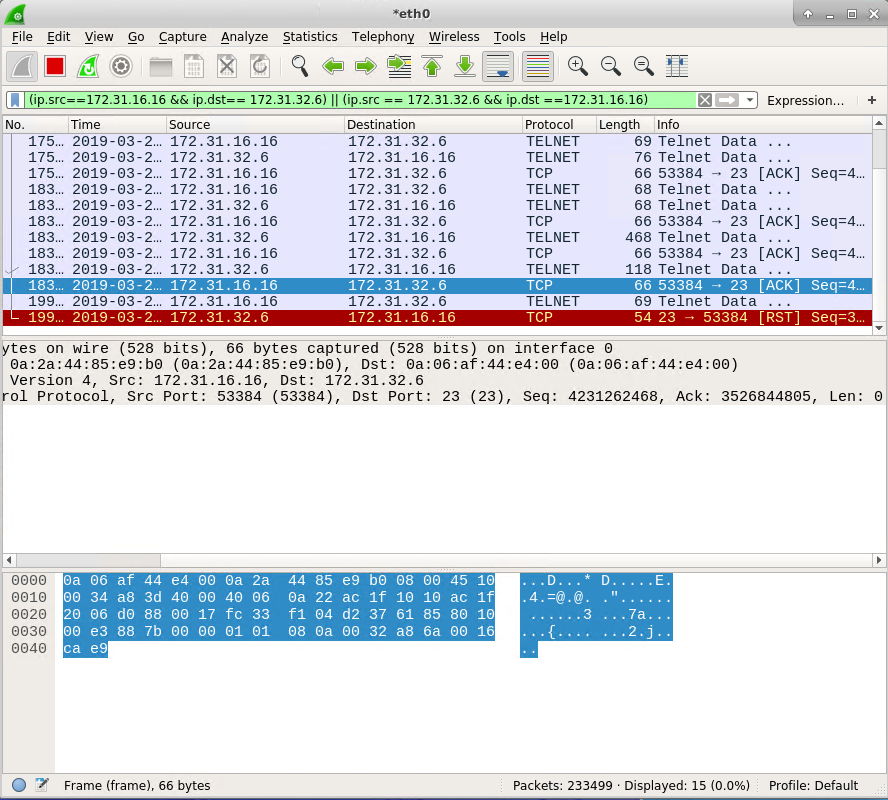 *eth0
File Edit View Go Capture Analyze Statistics Telephony Wireless Tools Help
(ip.src==172.31.16.16 && ip.dst== 172.31.32.6) || (ip.src == 172.31.32.6 && ip.dst ==172.31.16.16) Expression... +
No. Time Source Destination Protocol Length Info
175... 2019-03-2... 172.31.16.16 172.31.32.6 TELNET 69 Telnet Data ...
175... 2019-03-2... 172.31.32.6 172.31.16.16 TELNET 76 Telnet Data ...
175... 2019-03-2... 172.31.16.16 172.31.32.6 TCP 66 53384 → 23 [ACK] Seq=4...
183... 2019-03-2... 172.31.16.16 172.31.32.6 TELNET 68 Telnet Data ...
183... 2019-03-2... 172.31.32.6 172.31.16.16 TELNET 68 Telnet Data ...
183... 2019-03-2... 172.31.16.16 172.31.32.6 TCP 66 53384 → 23 [ACK] Seq=4...
183... 2019-03-2... 172.31.32.6 172.31.16.16 TELNET 468 Telnet Data ...
183... 2019-03-2... 172.31.16.16 172.31.32.6 TCP 66 53384 → 23 [ACK] Seq=4...
183... 2019-03-2... 172.31.32.6 172.31.16.16 TELNET 118 Telnet Data ...
183... 2019-03-2... 172.31.16.16 172.31.32.6 TCP 66 53384 → 23 [ACK] Seq=4...
199... 2019-03-2... 172.31.16.16 172.31.32.6 TELNET 69 Telnet Data ...
199... 2019-03-2... 172.31.32.6 172.31.16.16 TCP 54 23 → 53384 [RST] Seq=3...
ytes on wire (528 bits), 66 bytes captured (528 bits) on interface 0
0a:2a:44:85:e9:b0 (0a:2a:44:85:e9:b0), Dst: 0a:06:af:44:e4:00 (0a:06:af:44:e4:00)
Version 4, Src: 172.31.16.16, Dst: 172.31.32.6
rol Protocol, Src Port: 53384 (53384), Dst Port: 23 (23), Seq: 4231262468, Ack: 3526844805, Len: 0
0000 0a 06 af 44 e4 00 0a 2a 44 85 e9 b0 08 00 45 10 ...D...* D.....E.
0010 00 34 a8 3d 40 00 40 06 0a 22 ac 1f 10 10 ac 1f .4.=@.@. ."......
0020 20 06 d0 88 00 17 fc 33 f1 04 d2 37 61 85 80 10 ......3 ...7a...
0030 00 e3 88 7b 00 00 01 01 08 0a 00 32 a8 6a 00 16 ...{.... ...2.j..
0040 ca e9 ..
Frame (frame), 66 bytes Packets: 233499 · Displayed: 15 (0.0%) Profile: Default